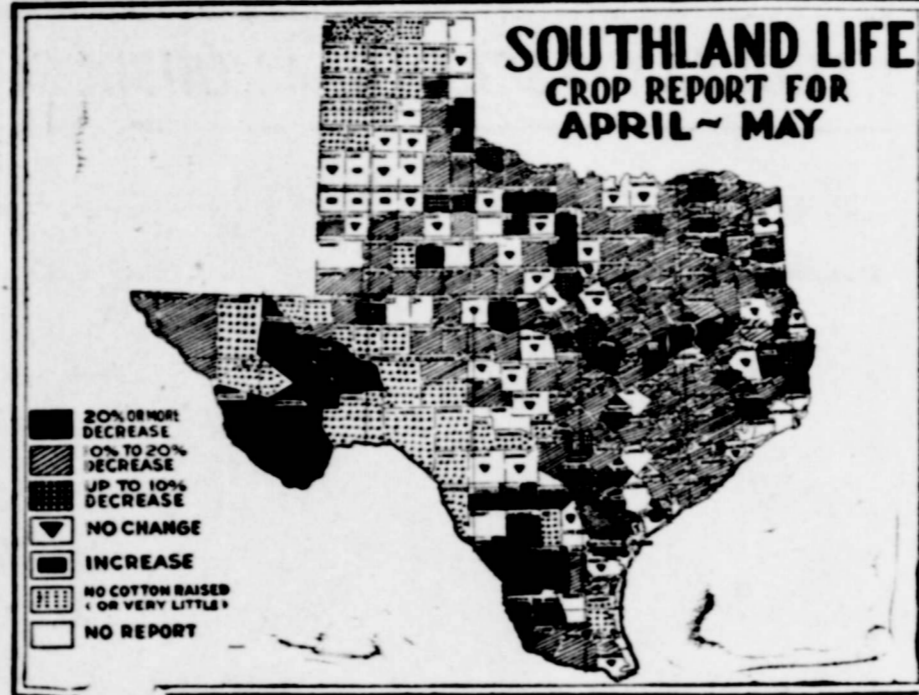 SOUTHLAND LIFE
CROP REPORT FOR
APRIL ~ MAY
20% OR MORE
DECREASE
10% TO 20%
DECREASE
UP TO 10%
DECREASE
NO CHANGE
INCREASE
NO COTTON RAISED
(OR VERY LITTLE)
NO REPORT